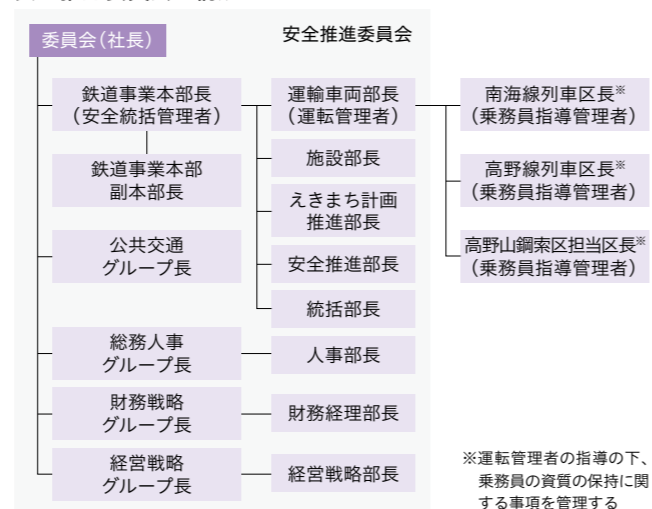 委員会(社長)
安全推進委員会
鉄道事業本部長
(安全統括管理者)
運輸車両部長
(運転管理者)
南海線列車区長※
(乗務員指導管理者)
鉄道事業本部
副本部長
施設部長
高野線列車区長※
(乗務員指導管理者)
えきまち計画
推進部長
公共交通
グループ長
安全推進部長
高野山鋼索区担当区長※
(乗務員指導管理者)
統括部長
総務人事
グループ長
人事部長
財務戦略
グループ長
財務経理部長
経営戦略
グループ長
経営戦略部長
※運転管理者の指導の下、
乗務員の資質の保持に関
する事項を管理する